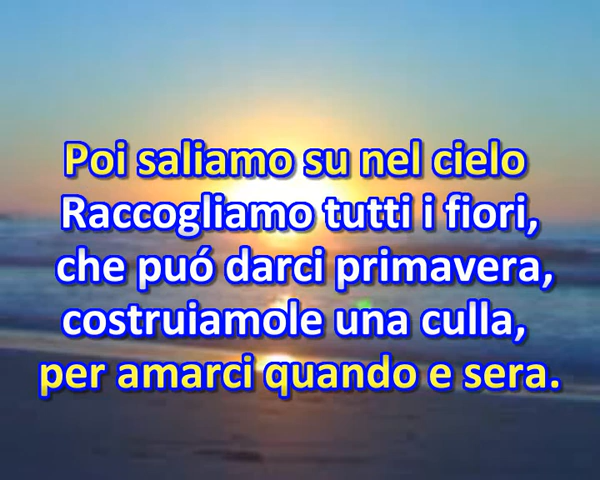 Poi saliamo su nel cielo
Raccogliamo tutti i fiori,
che puó darci primavera,
costruiamole una culla,
per amarci quando e sera.